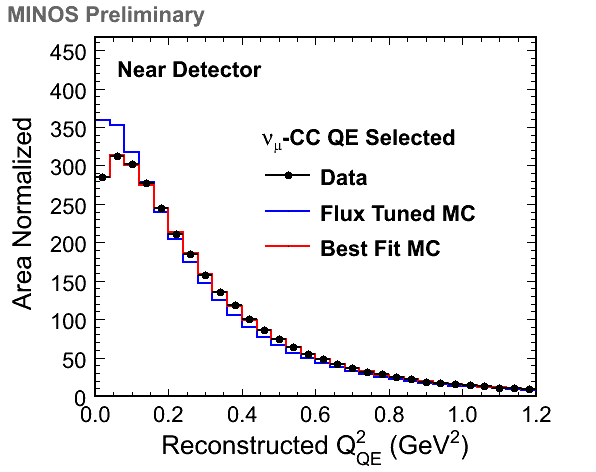 MINOS Preliminary
Near Detector
νμ-CC QE Selected
Data
Flux Tuned MC
Best Fit MC
Area Normalized
450
400
350
300
250
200
150
100
50
0
0.0 0.2 0.4 0.6 0.8 1.0 1.2
Reconstructed Q²QE (GeV²)